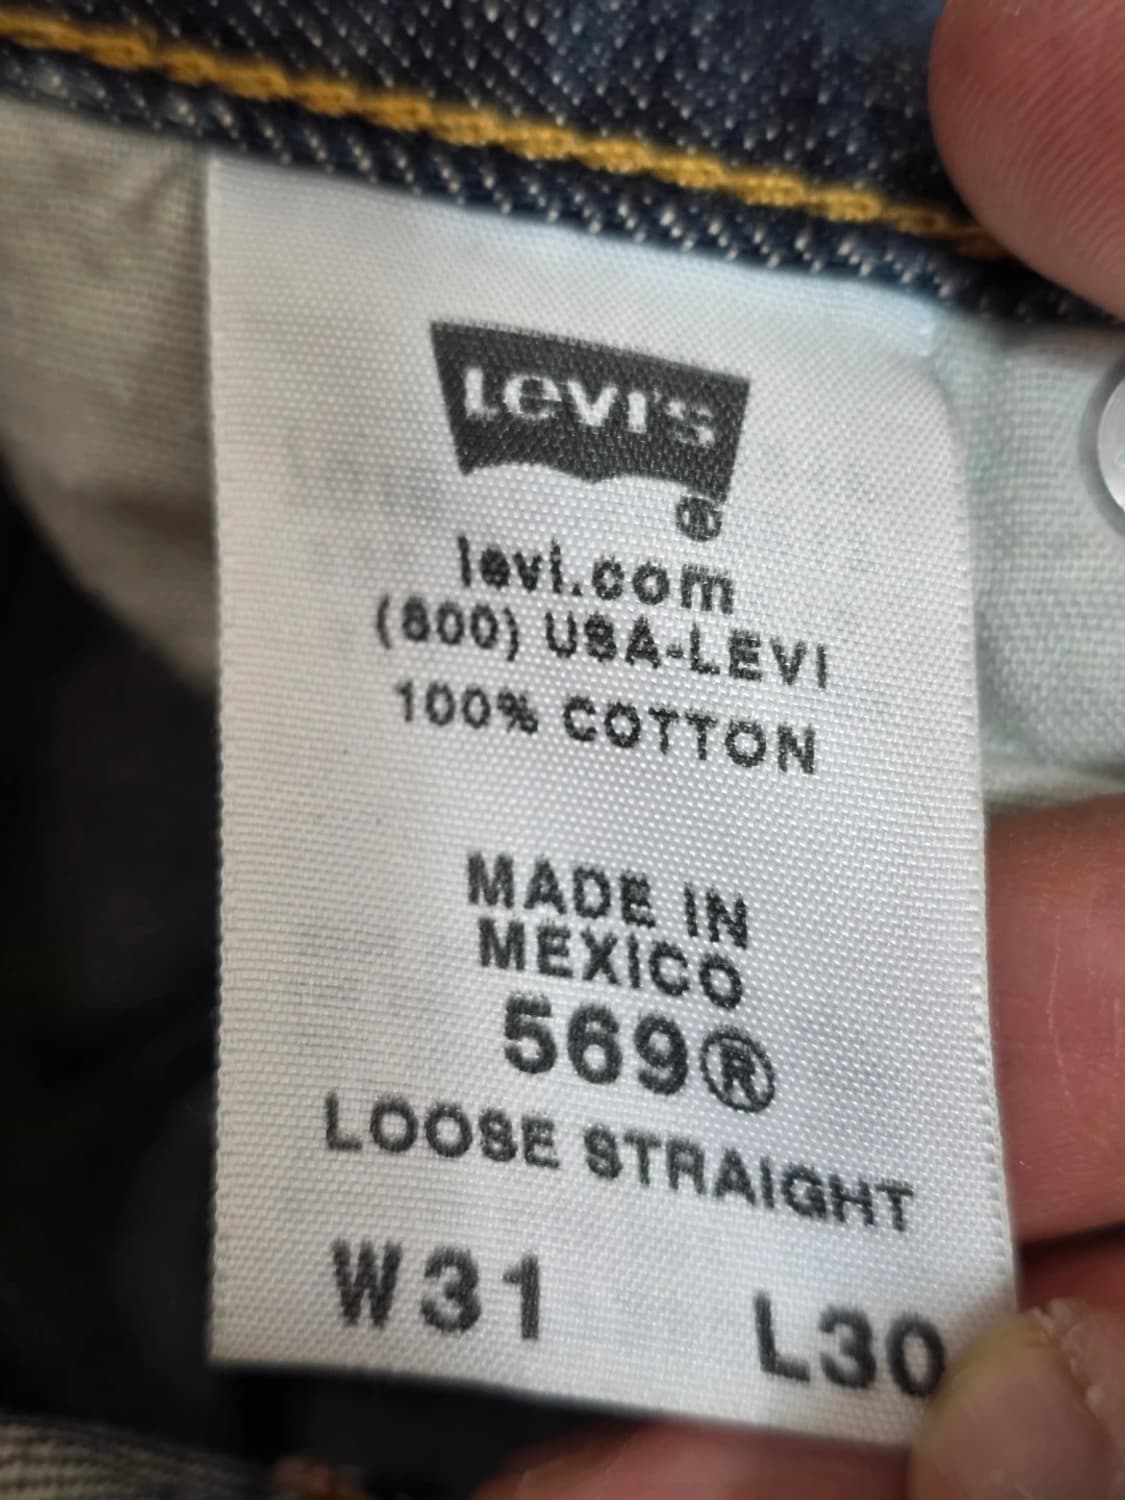 Levi's
®
levi.com
(800) USA-LEVI
100% COTTON
MADE IN
MEXICO
569®
LOOSE STRAIGHT
W31 L30